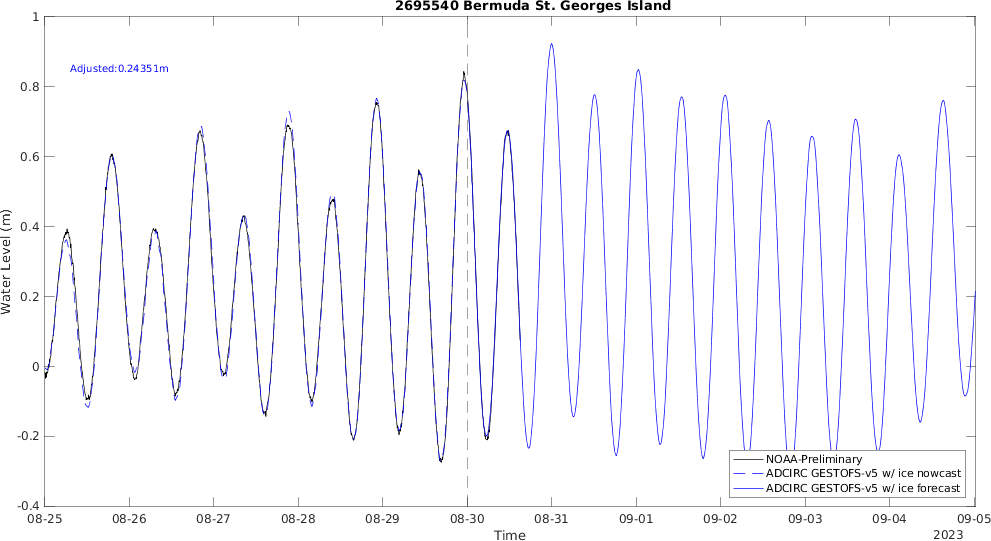 2695540 Bermuda St. Georges Island
Adjusted:0.24351m
Water Level (m)
1
0.8
0.6
0.4
0.2
0
-0.2
-0.4
NOAA-Preliminary
ADCIRC GESTOFS-v5 w/ ice nowcast
ADCIRC GESTOFS-v5 w/ ice forecast
08-25 08-26 08-27 08-28 08-29 08-30 08-31 09-01 09-02 09-03 09-04 09-05
Time
2023